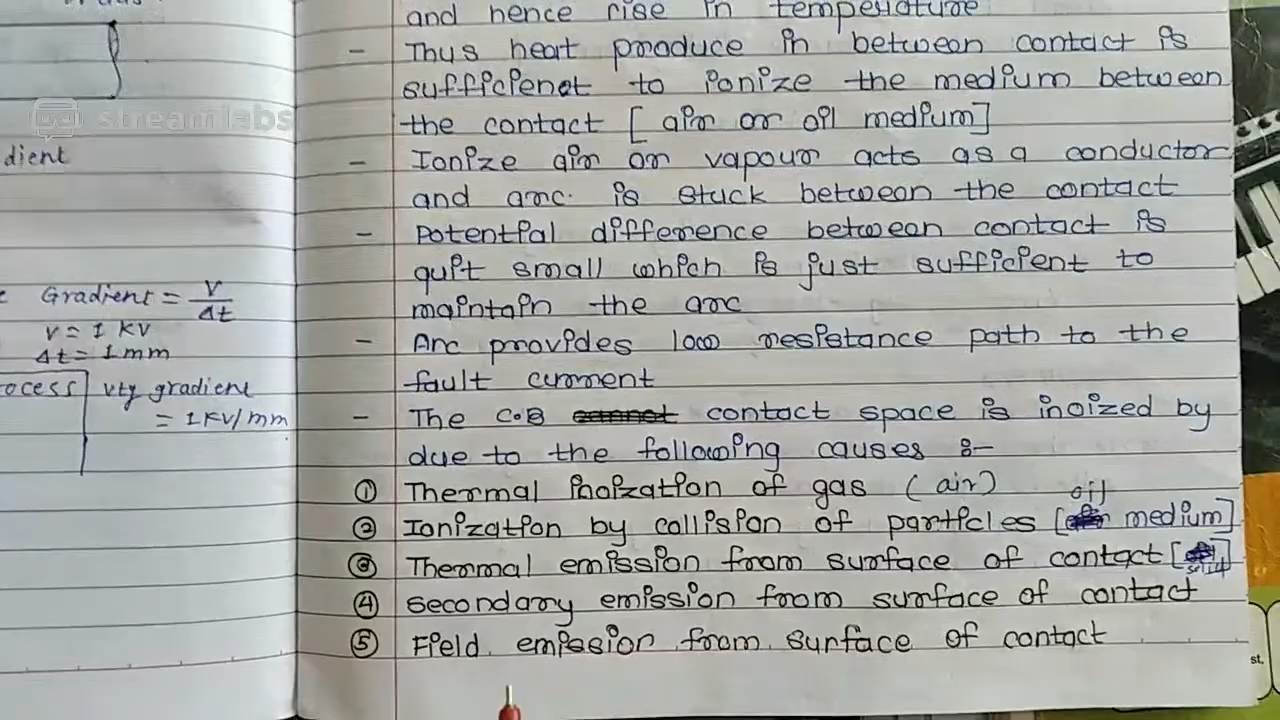 and hence rise in temperature
- Thus heat produce in between contact is
sufficienet to ionize the medium between
the contact [ air or oil medium]
- Ionize air or vapour acts as a conductor
and arc. is stuck between the contact
- Potential difference between contact is
quit small which is just sufficient to
maintain the arc
- Arc provides low resistance path to the
fault current
- The C.B cannot contact space is inoized by
due to the following causes :-
① Thermal inoization of gas (air)
oil
② Ionization by collision of particles [air medium]
③ Thermal emission from surface of contact [
④ Secondary emission from surface of contact
⑤ Field emission from surface of contact
streamlabs
dient
Gradient = V/Δt
V = 1 KV
Δt = 1 mm
ocess
vtg gradient
= 1 KV/mm
st,